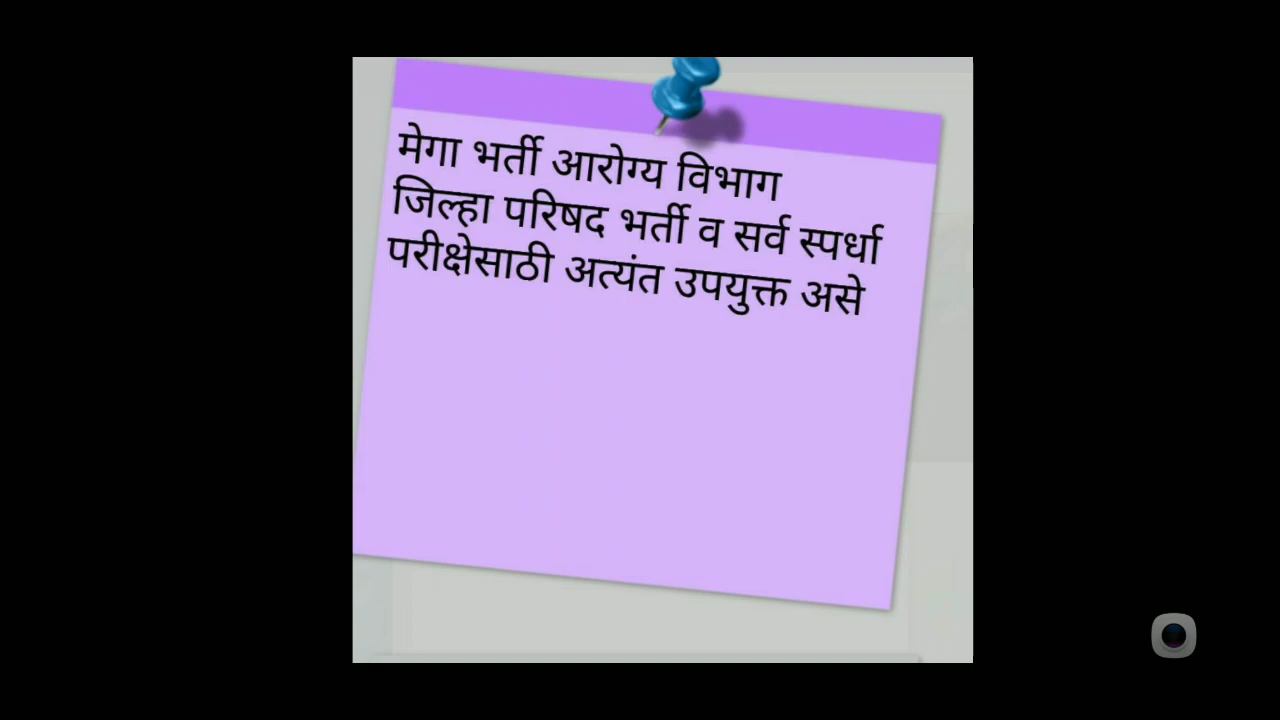 मेगा भर्ती आरोग्य विभाग
जिल्हा परिषद भर्ती व सर्व स्पर्धा
परीक्षेसाठी अत्यंत उपयुक्त असे